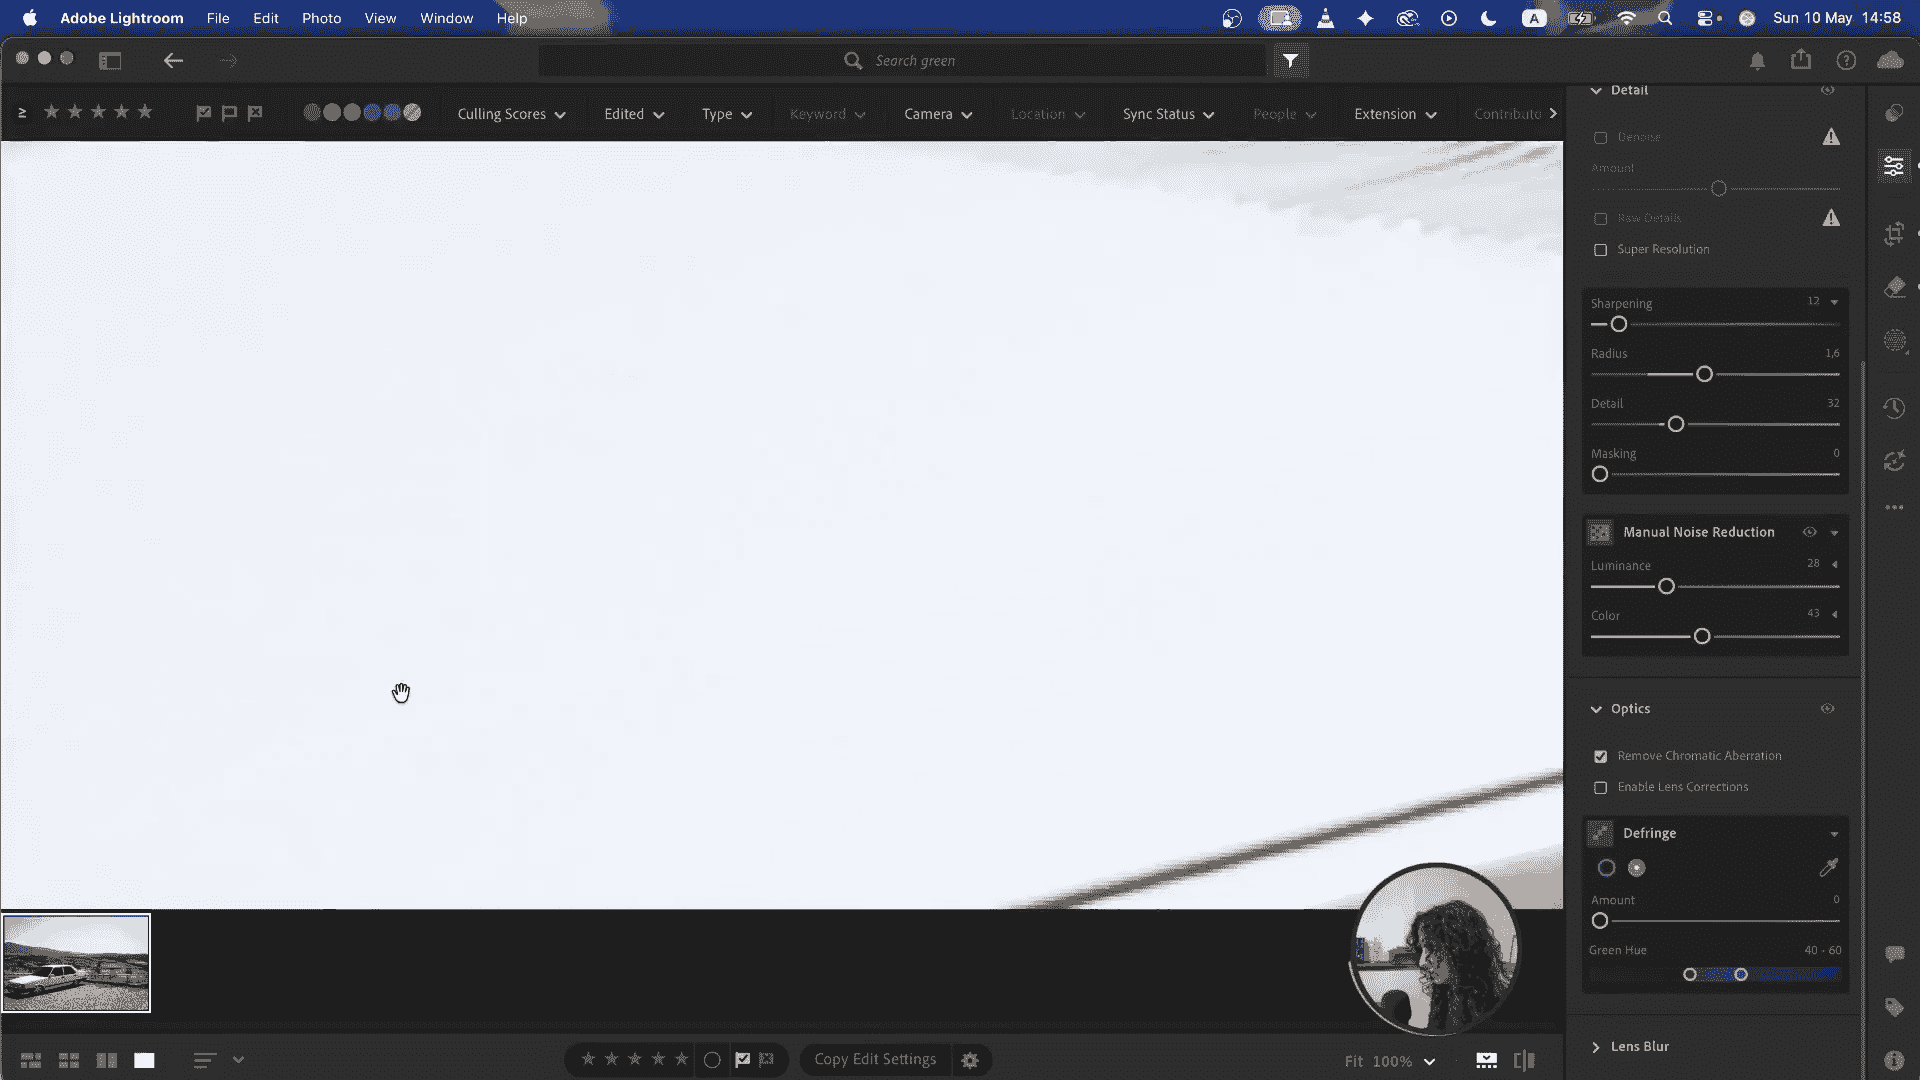 Adobe Lightroom File Edit Photo View Window Help A Sun 10 May 14:58
Search green
≥ Culling Scores Edited Type Keyword Camera Location Sync Status People Extension Contributo
Detail
Denoise
Amount
Raw Details
Super Resolution
Sharpening 12
Radius 1,6
Detail 32
Masking 0
Manual Noise Reduction
Luminance 28
Color 43
Optics
Remove Chromatic Aberration
Enable Lens Corrections
Defringe
Amount 0
Green Hue 40 - 60
Lens Blur
Copy Edit Settings
Fit 100%